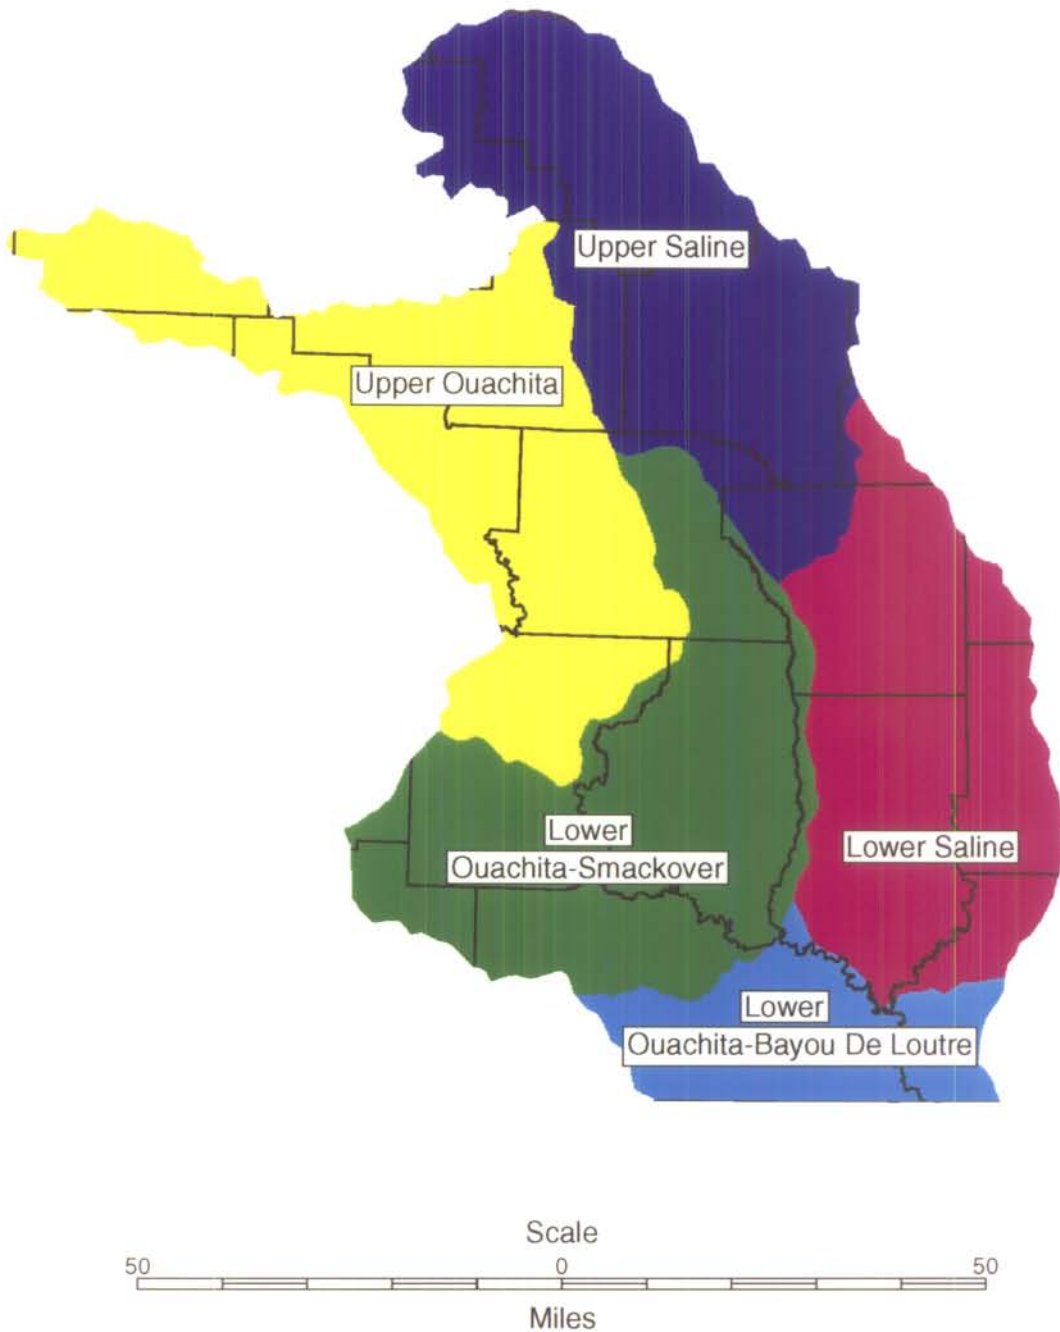 Upper Saline
Upper Ouachita
Lower
Ouachita-Smackover
Lower Saline
Lower
Ouachita-Bayou De Loutre
Scale
50 0 50
Miles